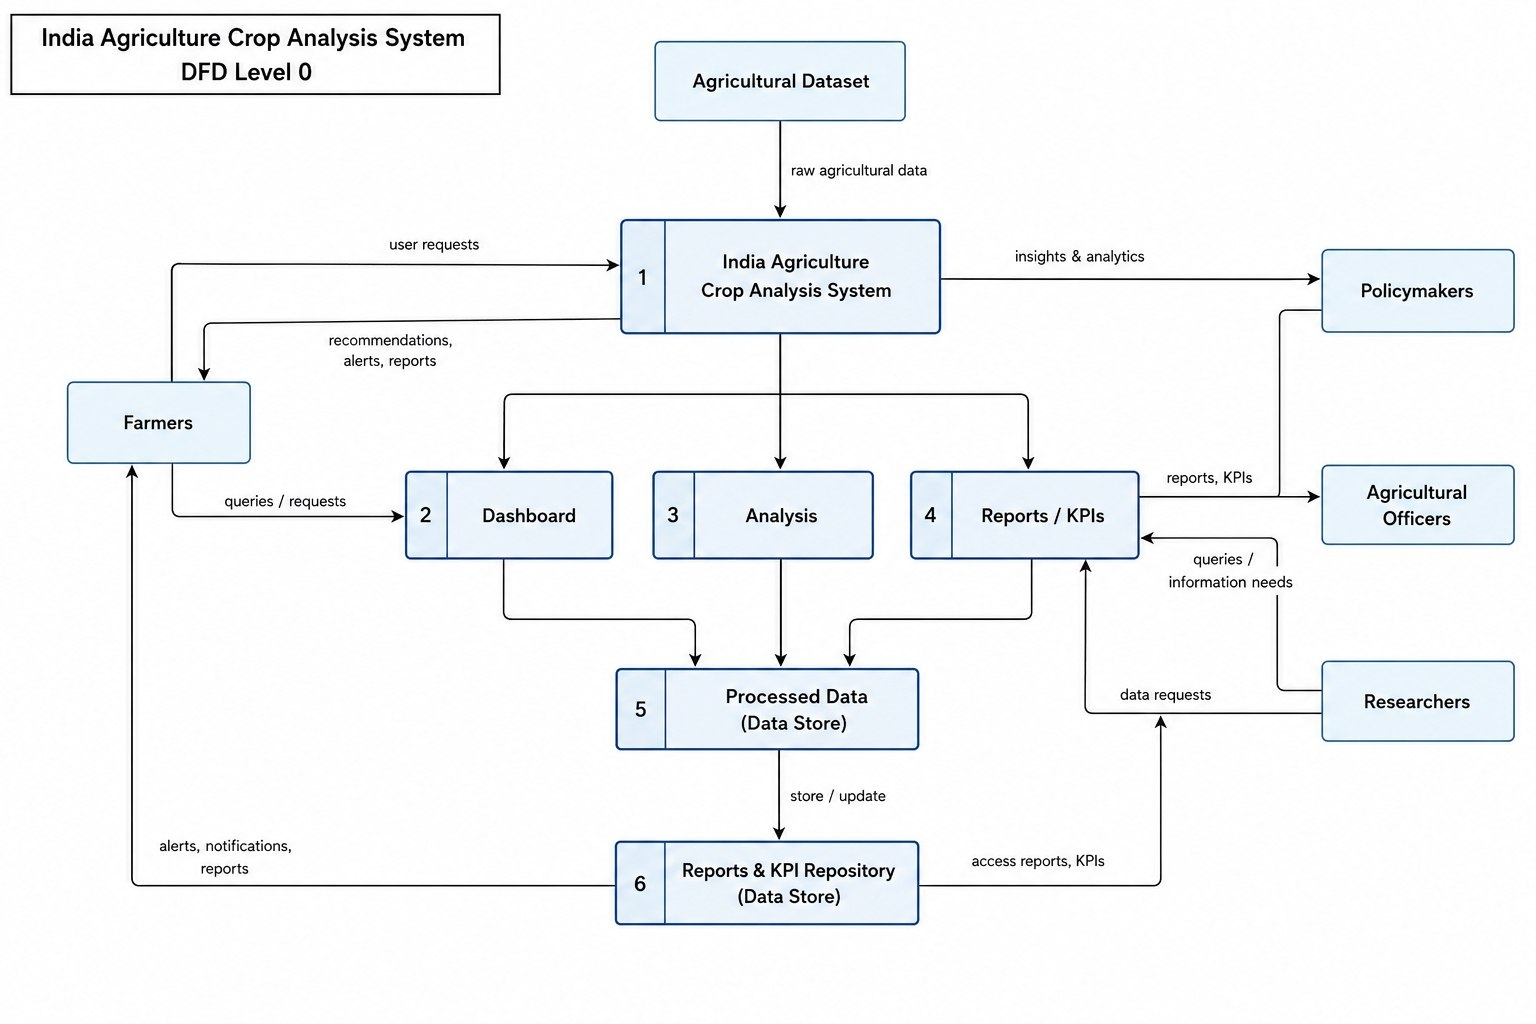 India Agriculture Crop Analysis System
DFD Level 0
Agricultural Dataset
raw agricultural data
user requests
1
India Agriculture
Crop Analysis System
insights & analytics
Policymakers
recommendations,
alerts, reports
Farmers
queries / requests
2
Dashboard
3
Analysis
4
Reports / KPIs
reports, KPIs
Agricultural
Officers
queries /
information needs
5
Processed Data
(Data Store)
data requests
Researchers
store / update
alerts, notifications,
reports
6
Reports & KPI Repository
(Data Store)
access reports, KPIs